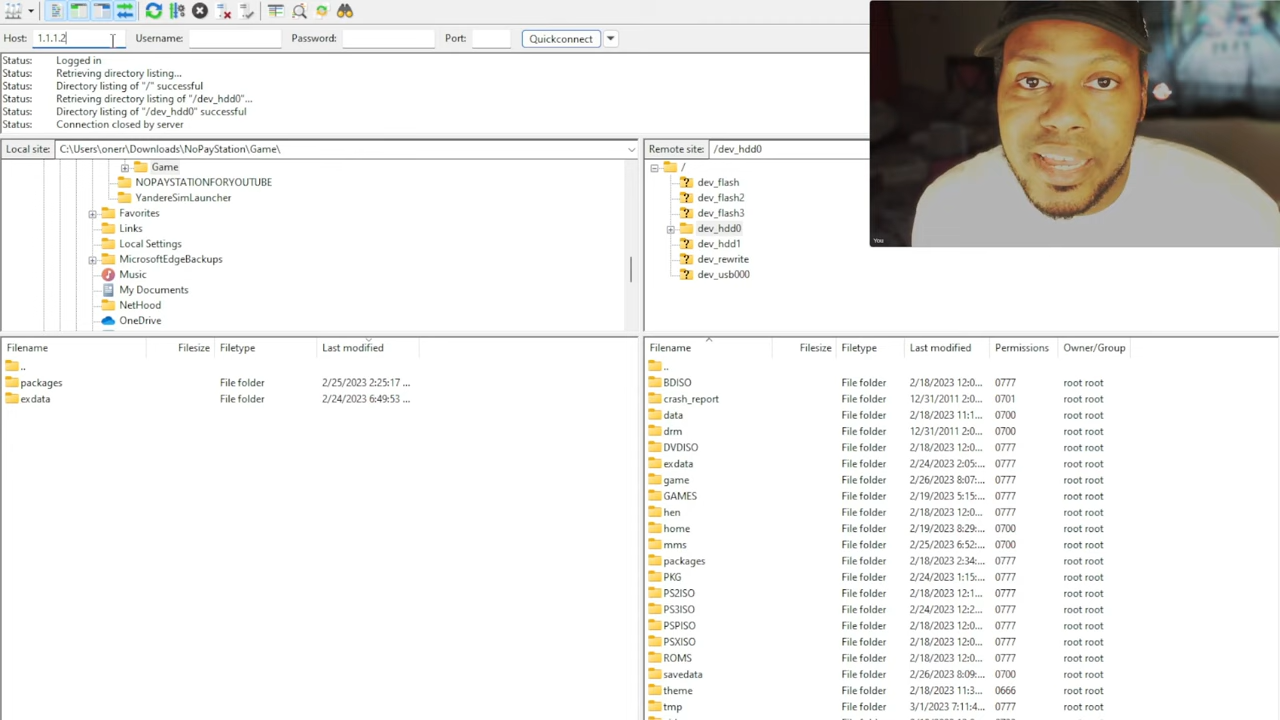 Host: 1.1.1.2 Username: Password: Port: Quickconnect
Status: Logged in
Status: Retrieving directory listing...
Status: Directory listing of "/" successful
Status: Retrieving directory listing of "/dev_hdd0"...
Status: Directory listing of "/dev_hdd0" successful
Status: Connection closed by server
Local site: C:\Users\onerr\Downloads\NoPayStation\Game\
Game
NOPAYSTATIONFORYOUTUBE
YandereSimLauncher
Favorites
Links
Local Settings
MicrosoftEdgeBackups
Music
My Documents
NetHood
OneDrive
Remote site: /dev_hdd0
/
dev_flash
dev_flash2
dev_flash3
dev_hdd0
dev_hdd1
dev_rewrite
dev_usb000
You
Filename Filesize Filetype Last modified
..
packages File folder 2/25/2023 2:25:17 ...
exdata File folder 2/24/2023 6:49:53 ...
Filename Filesize Filetype Last modified Permissions Owner/Group
..
BDISO File folder 2/18/2023 12:0... 0777 root root
crash_report File folder 12/31/2011 2:0... 0701 root root
data File folder 2/18/2023 11:1... 0700 root root
drm File folder 12/31/2011 2:0... 0700 root root
DVDISO File folder 2/18/2023 12:0... 0777 root root
exdata File folder 2/24/2023 2:05:... 0777 root root
game File folder 2/26/2023 8:07:... 0777 root root
GAMES File folder 2/19/2023 5:15:... 0777 root root
hen File folder 2/18/2023 12:0... 0777 root root
home File folder 2/19/2023 8:29:... 0700 root root
mms File folder 2/25/2023 6:52:... 0700 root root
packages File folder 2/18/2023 2:34:... 0777 root root
PKG File folder 2/24/2023 1:15:... 0777 root root
PS2ISO File folder 2/18/2023 12:1... 0777 root root
PS3ISO File folder 2/24/2023 12:2... 0777 root root
PSPISO File folder 2/18/2023 12:0... 0777 root root
PSXISO File folder 2/18/2023 12:0... 0777 root root
ROMS File folder 2/18/2023 12:0... 0777 root root
savedata File folder 2/26/2023 8:09:... 0700 root root
theme File folder 2/18/2023 11:3... 0666 root root
tmp File folder 3/1/2023 7:11:4... 0777 root root